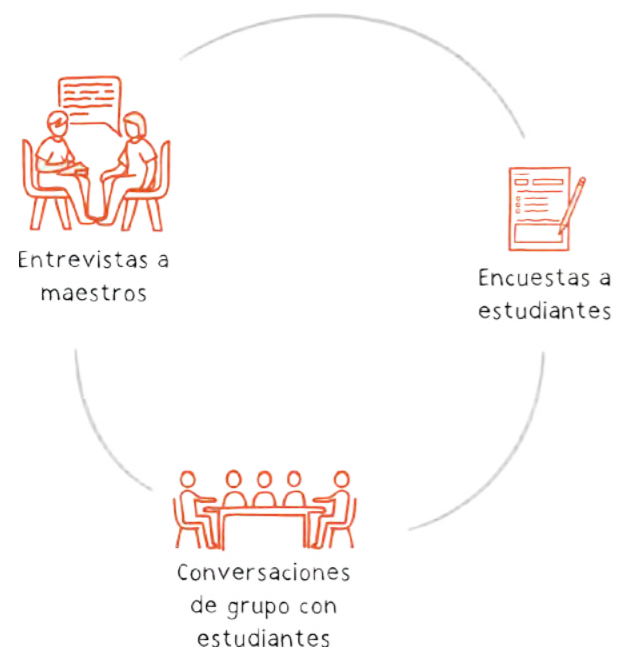 Entrevistas a
maestros
Encuestas a
estudiantes
Conversaciones
de grupo con
estudiantes